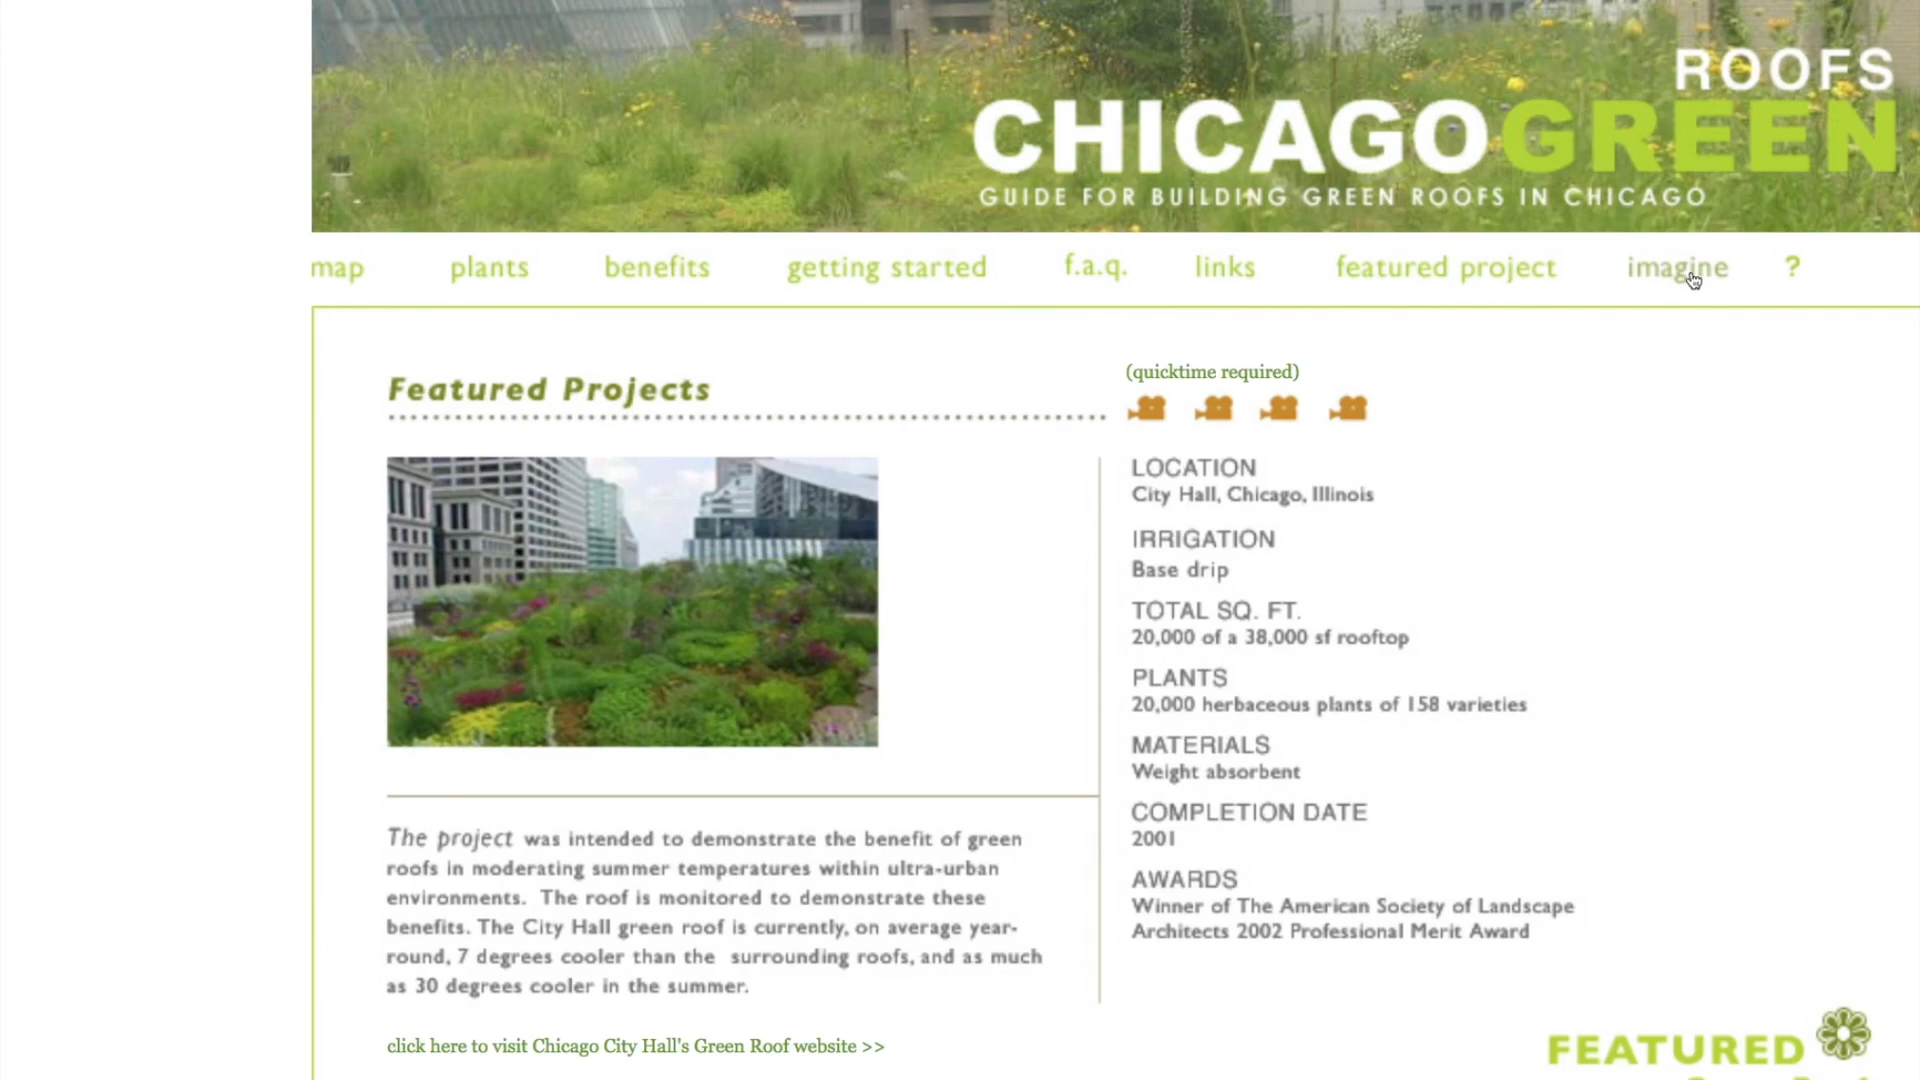 ROOFS
CHICAGOGREEN
GUIDE FOR BUILDING GREEN ROOFS IN CHICAGO
map plants benefits getting started f.a.q. links featured project imagine ?
Featured Projects
(quicktime required)
LOCATION
City Hall, Chicago, Illinois
IRRIGATION
Base drip
TOTAL SQ. FT.
20,000 of a 38,000 sf rooftop
PLANTS
20,000 herbaceous plants of 158 varieties
MATERIALS
Weight absorbent
COMPLETION DATE
2001
AWARDS
Winner of The American Society of Landscape
Architects 2002 Professional Merit Award
The project was intended to demonstrate the benefit of green
roofs in moderating summer temperatures within ultra-urban
environments. The roof is monitored to demonstrate these
benefits. The City Hall green roof is currently, on average year-
round, 7 degrees cooler than the surrounding roofs, and as much
as 30 degrees cooler in the summer.
click here to visit Chicago City Hall's Green Roof website >>
FEATURED